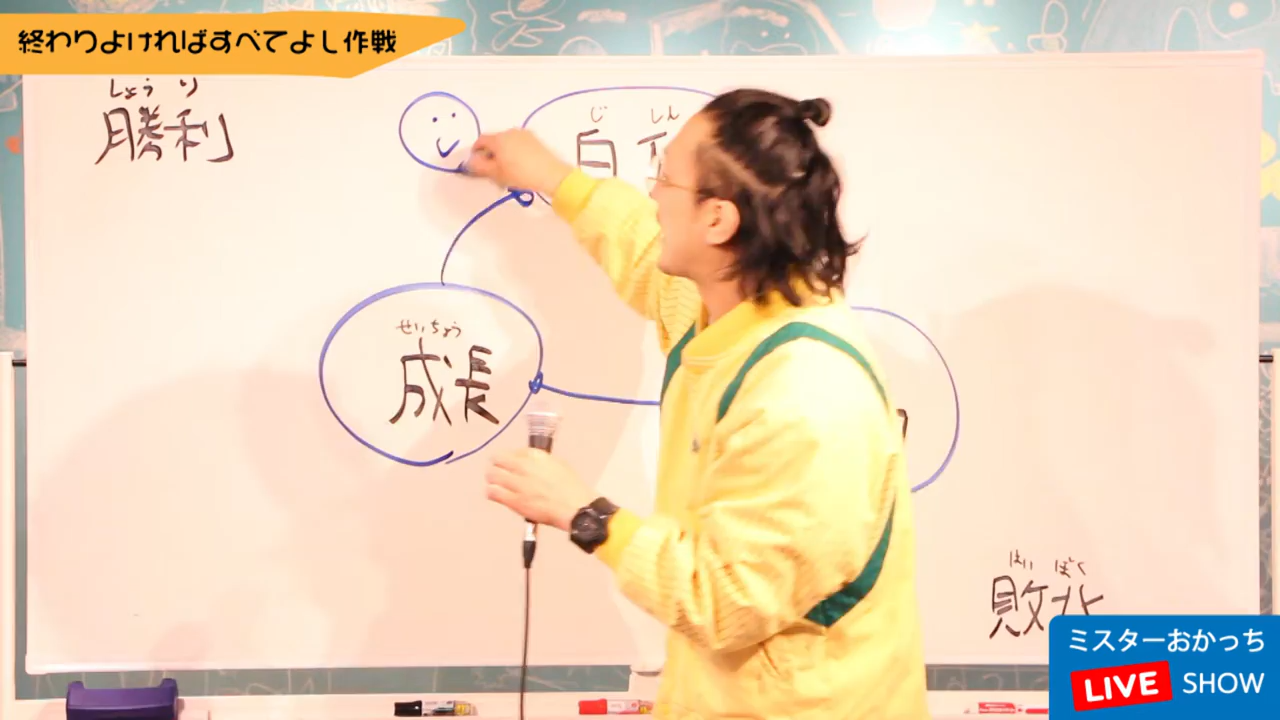 終わりよければすべてよし作戦
しょうり
勝利
じ しん
自
せいちょう
成長
はい ぼく
敗北
ミスターおかっち
LIVE SHOW